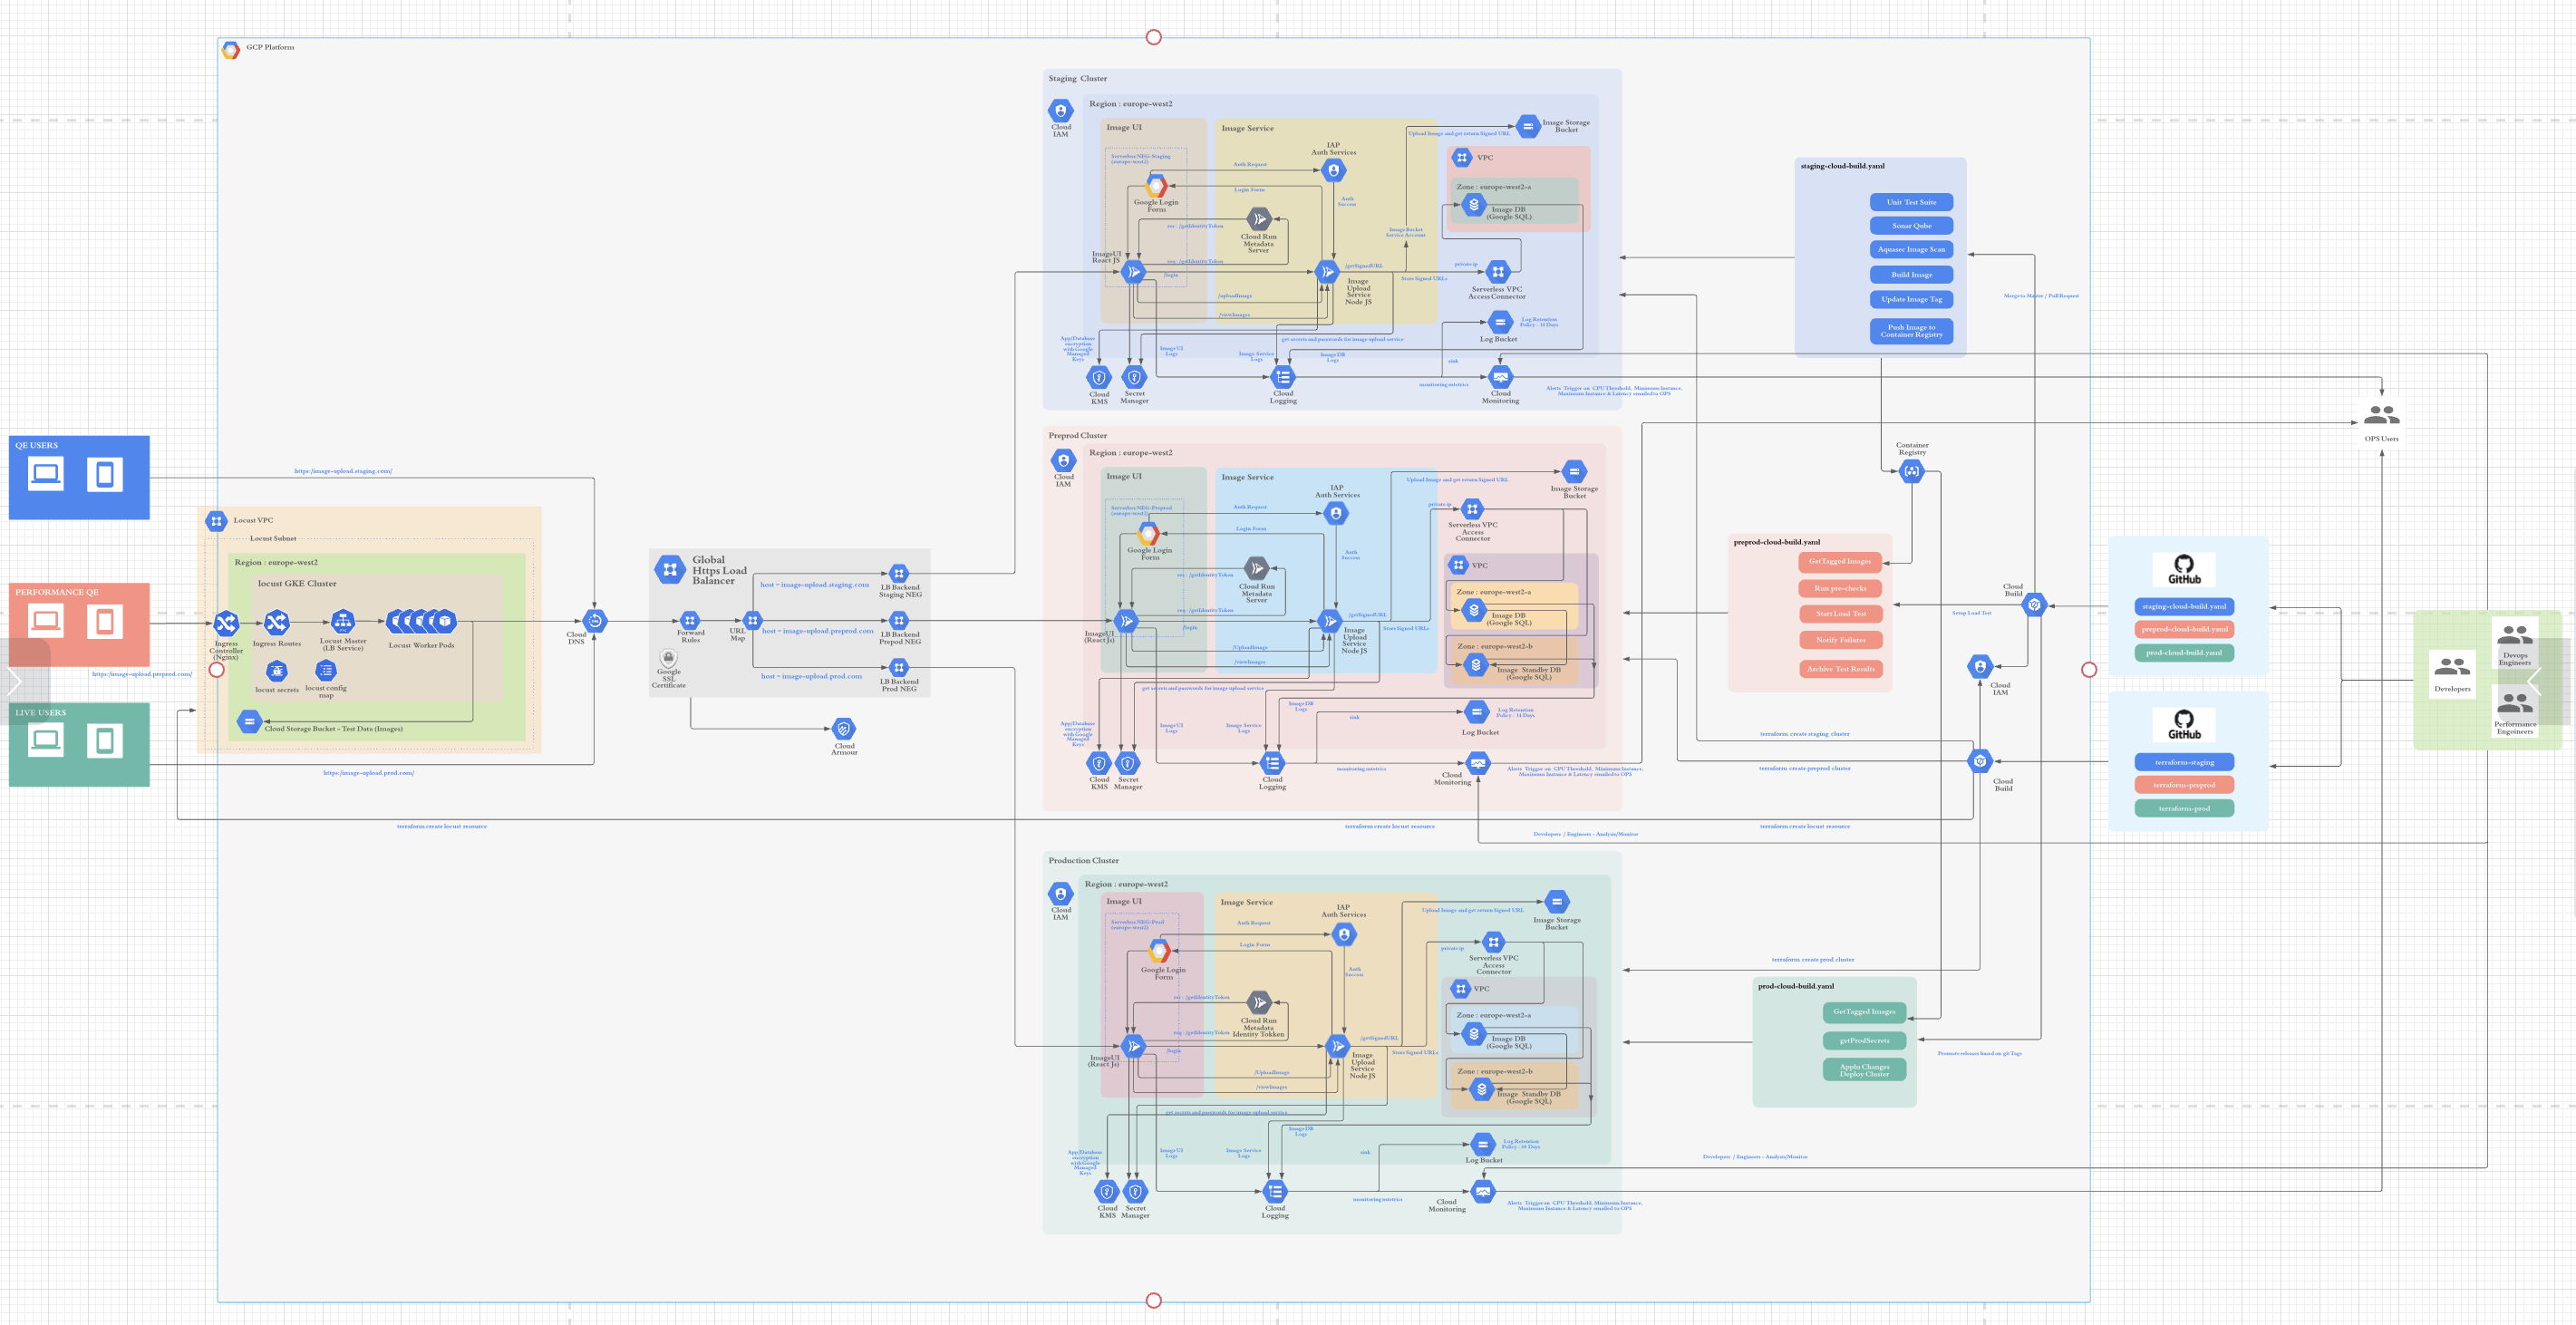 GCP Platform
Staging Cluster
Cloud
IAM
Region : europe-west2
Image UI
Serverless NEG-Staging
(europe-west2)
Google Login
Form
Image Service
Auth Request
Login Form
IAP
Auth Services
Auth
Success
res : /getIdentityToken
Cloud Run
Metadata
Server
req : /getIdentityToken
ImageUI
React JS
/login
/uploadimage
/viewImages
Image
Upload
Service
Node JS
/getSignedURL
Store Signed URLs
Upload Image and get return Signed URL
Image Storage
Bucket
Image Bucket
Service Account
VPC
Zone : europe-west2-a
Image DB
(Google SQL)
private ip
Serverless VPC
Access Connector
Log Retention
Policy - 14 Days
Log Bucket
App/Database
encryption
with Google
Managed
Keys
Image UI
Logs
get secrets and passwords for image upload service
Image Service
Logs
Image DB
Logs
sink
monitoring metrics
Cloud
KMS
Secret
Manager
Cloud
Logging
Cloud
Monitoring
Alerts Trigger on CPU Threshold, Minimum Instance,
Maximum Instance & Latency emailed to OPS
staging-cloud-build.yaml
Unit Test Suite
Sonar Qube
Aquasec Image Scan
Build Image
Update Image Tag
Push Image to
Container Registry
Merge to Master / Pull Request
OPS Users
QE USERS
https:/image-upload.staging.com/
PERFORMANCE QE
https:/image-upload.preprod.com/
LIVE USERS
https:/image-upload.prod.com/
Locust VPC
Locust Subnet
Region : europe-west2
locust GKE Cluster
Ingress
Controller
(Nginx)
Ingress Routes
Locust Master
(LB Service)
Locust Worker Pods
locust secrets
locust config
map
Cloud Storage Bucket - Test Data (Images)
Cloud
DNS
Global
Https Load
Balancer
Forward
Rules
URL
Map
Google
SSL
Certificate
host = image-upload.staging.com
host = image-upload.preprod.com
host = image-upload.prod.com
LB Backend
Staging NEG
LB Backend
Prepod NEG
LB Backend
Prod NEG
Cloud
Armour
Preprod Cluster
Cloud
IAM
Region : europe-west2
Image UI
Serverless NEG-Preprod
(europe-west2)
Google Login
Form
Image Service
Auth Request
Login Form
IAP
Auth Services
Auth
Success
res : /getIdentityToken
Cloud Run
Metadata
Server
req : /getIdentityToken
ImageUI
(React Js)
/login
/UploadImage
/viewImages
Image
Upload
Service
Node JS
/getSignedURL
Store Signed URLs
Upload Image and get return Signed URL
Image Storage
Bucket
private ip
Serverless VPC
Access
Connector
VPC
Zone : europe-west2-a
Image DB
(Google SQL)
Zone : europe-west2-b
Image Standby DB
(Google SQL)
get secrets and passwords for image upload service
App/Database
encryption
with Google
Managed
Keys
Image UI
Logs
Image Service
Logs
Image DB
Logs
sink
Log Retention
Policy - 14 Days
Log Bucket
monitoring metrics
Cloud
KMS
Secret
Manager
Cloud
Logging
Cloud
Monitoring
Alerts Trigger on CPU Threshold, Minimum Instance,
Maximum Instance & Latency emailed to OPS
Container
Registry
preprod-cloud-build.yaml
GetTagged Images
Run pre-checks
Start Load Test
Notify Failures
Archive Test Results
Setup Load Test
Cloud
Build
Cloud
IAM
Cloud
Build
GitHub
staging-cloud-build.yaml
preprod-cloud-build.yaml
prod-cloud-build.yaml
GitHub
terraform-staging
terraform-preprod
terraform-prod
Developers
Devops
Engineers
Performance
Engoineers
terraform create staging cluster
terraform create preprod cluster
terraform create locust resource
terraform create locust resource
terraform create locust resource
Developers / Engineers - Analysis/Monitor
Production Cluster
Cloud
IAM
Region : europe-west2
Image UI
Serverless NEG-Prod
(europe-west2)
Google Login
Form
Image Service
Auth Request
Login Form
IAP
Auth Services
Auth
Success
res : /getIdentityToken
Cloud Run
Metadata
Identity Tokken
req : /getIdentityToken
ImageUI
(React Js)
/login
/UploadImage
/viewImages
Image
Upload
Service
Node JS
/getSignedURL
Store Signed URLs
Upload Image and get return Signed URL
Image Storage
Bucket
private ip
Serverless VPC
Access
Connector
VPC
Zone : europe-west2-a
Image DB
(Google SQL)
Zone : europe-west2-b
Image Standby DB
(Google SQL)
get secrets and passwords for image upload service
App/Database
encryption
with Google
Managed
Keys
Image UI
Logs
Image Service
Logs
Image DB
Logs
sink
Log Retention
Log Bucket
monitoring metrics
Cloud
KMS
Secret
Manager
Cloud
Logging
Cloud
Monitoring
Alerts Trigger on CPU Threshold, Minimum Instance,
Maximum Instance & Latency emailed to OPS
Developers / Engineers - Analysis/Monitor
terraform create prod cluster
prod-cloud-build.yaml
GetTagged Images
getProdSecrets
Deploy Cluster
Promote releases based on git Tags